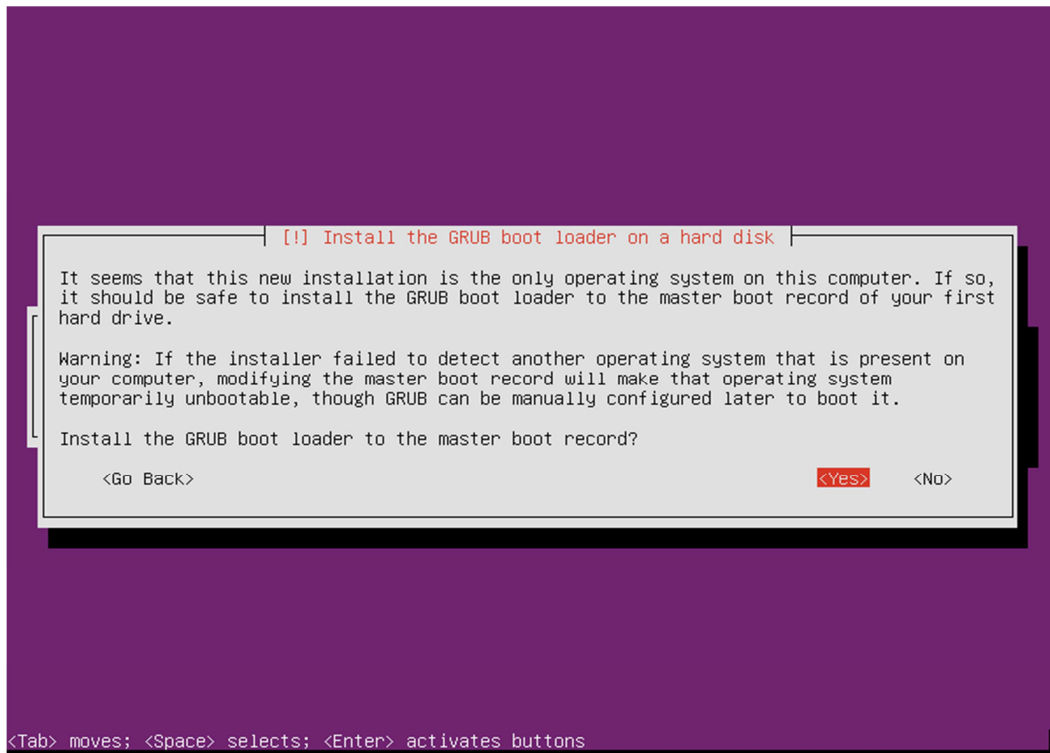 [!] Install the GRUB boot loader on a hard disk
It seems that this new installation is the only operating system on this computer. If so,
it should be safe to install the GRUB boot loader to the master boot record of your first
hard drive.
Warning: If the installer failed to detect another operating system that is present on
your computer, modifying the master boot record will make that operating system
temporarily unbootable, though GRUB can be manually configured later to boot it.
Install the GRUB boot loader to the master boot record?
<Go Back> <Yes> <No>
<Tab> moves; <Space> selects; <Enter> activates buttons